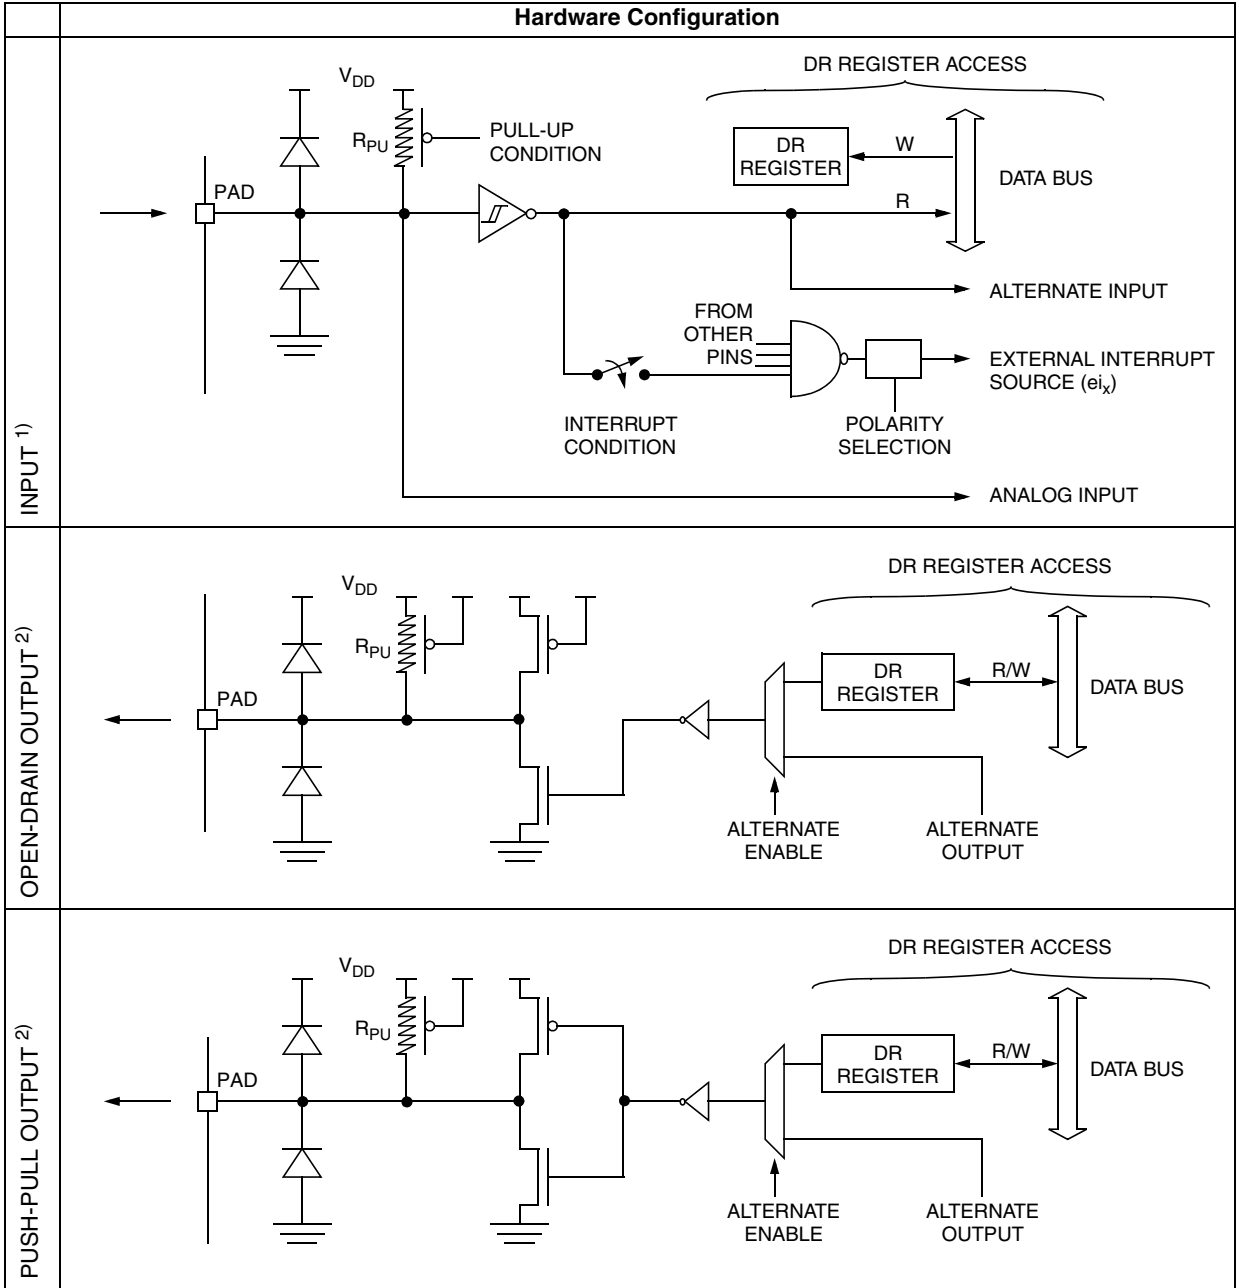 Hardware Configuration
INPUT 1)
DR REGISTER ACCESS
VDD
RPU
PULL-UP
CONDITION
DR
REGISTER
W
DATA BUS
PAD
R
ALTERNATE INPUT
FROM
OTHER
PINS
EXTERNAL INTERRUPT
SOURCE (eix)
INTERRUPT
CONDITION
POLARITY
SELECTION
ANALOG INPUT
OPEN-DRAIN OUTPUT 2)
DR REGISTER ACCESS
VDD
RPU
DR
REGISTER
R/W
DATA BUS
PAD
ALTERNATE
ENABLE
ALTERNATE
OUTPUT
PUSH-PULL OUTPUT 2)
DR REGISTER ACCESS
VDD
RPU
DR
REGISTER
R/W
DATA BUS
PAD
ALTERNATE
ENABLE
ALTERNATE
OUTPUT